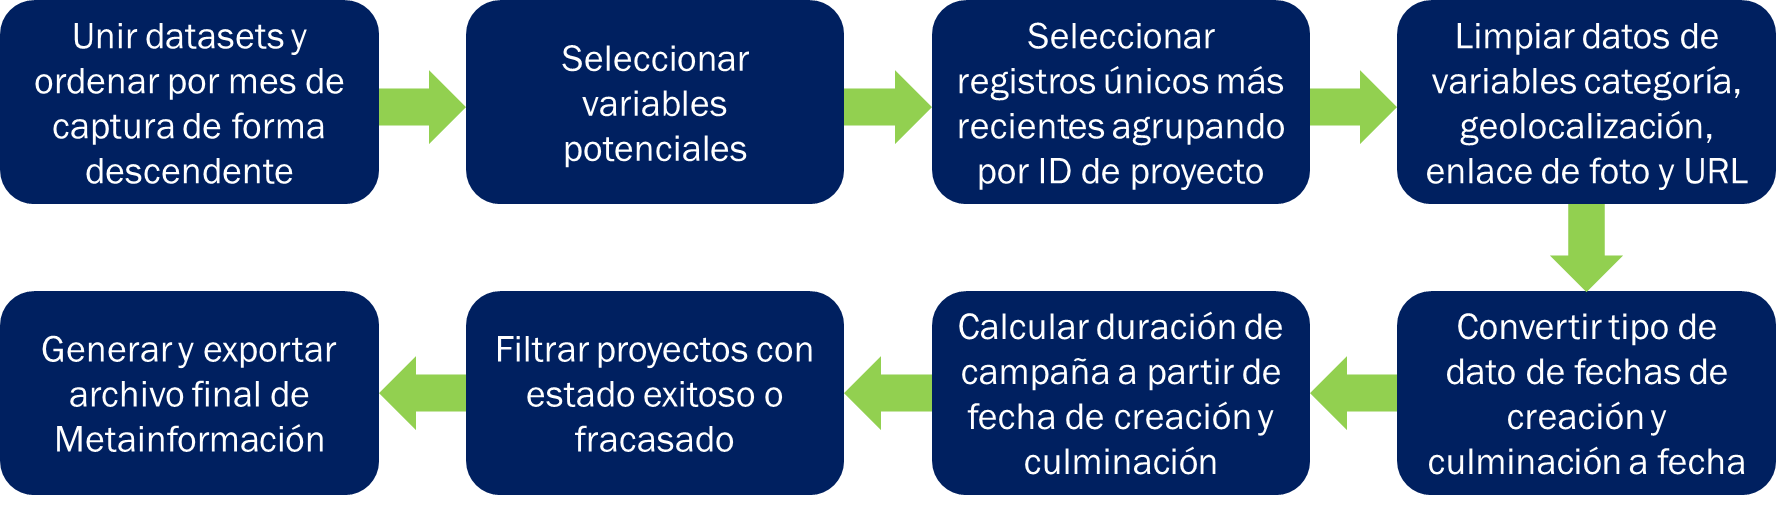 Unir datasets y
ordenar por mes de
captura de forma
descendente
Seleccionar
variables
potenciales
Seleccionar
registros únicos más
recientes agrupando
por ID de proyecto
Limpiar datos de
variables categoría,
geolocalización,
enlace de foto y URL
Convertir tipo de
dato de fechas de
creación y
culminación a fecha
Calcular duración de
campaña a partir de
fecha de creación y
culminación
Filtrar proyectos con
estado exitoso o
fracasado
Generar y exportar
archivo final de
Metainformación